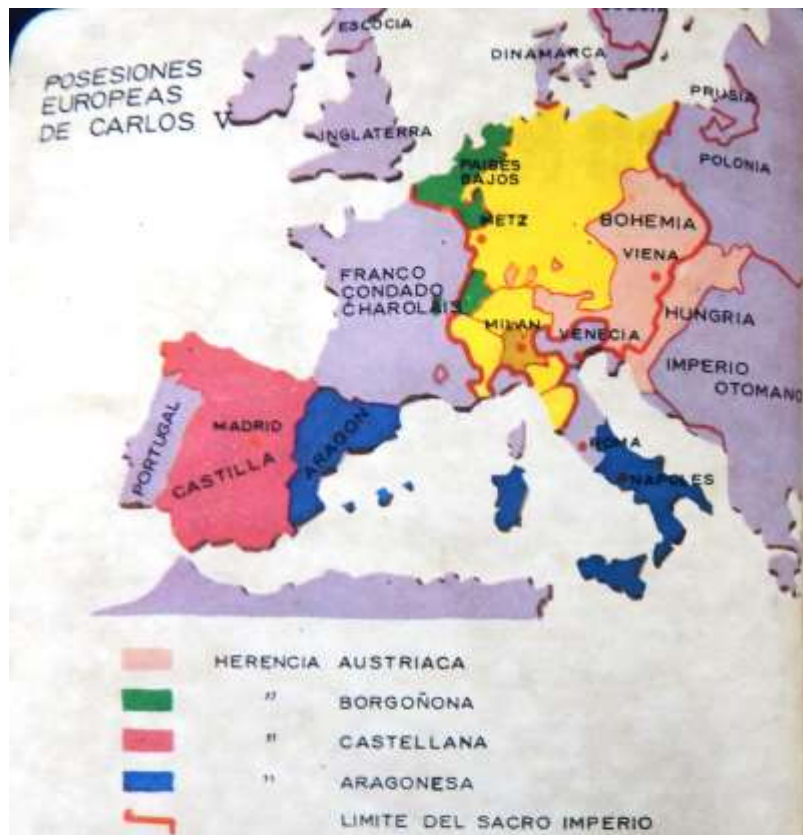 POSESIONES
EUROPEAS
DE CARLOS V
ESCOCIA
INGLATERRA
DINAMARCA
PRUSIA
POLONIA
PAISES
BAJOS
METZ
BOHEMIA
VIENA
FRANCO
CONDADO
CHAROLAIS
MILAN
VENECIA
HUNGRIA
IMPERIO
OTOMANO
PORTUGAL
MADRID
CASTILLA
ARAGON
ROMA
NAPOLES
HERENCIA AUSTRIACA
" BORGOÑONA
" CASTELLANA
" ARAGONESA
LIMITE DEL SACRO IMPERIO